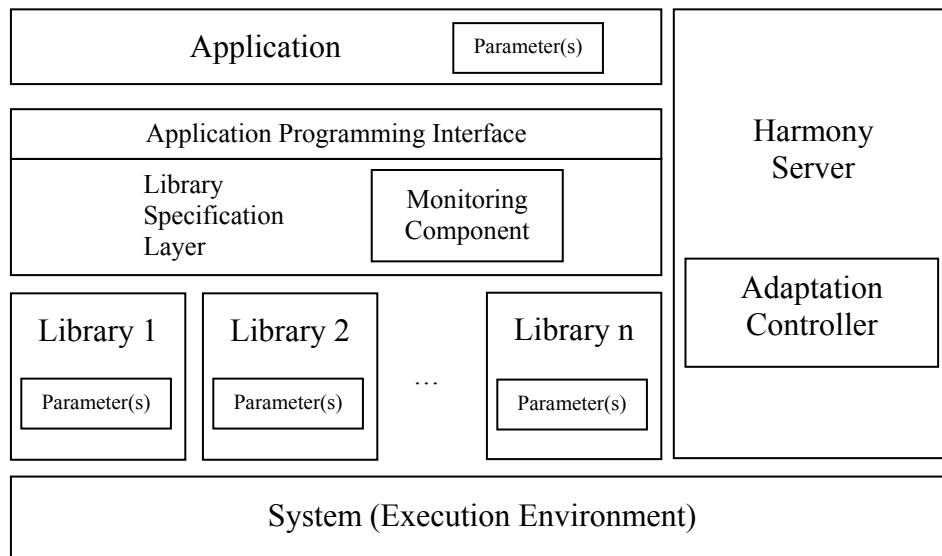 Application
Parameter(s)
Application Programming Interface
Library
Specification
Layer
Monitoring
Component
Library 1
Parameter(s)
Library 2
Parameter(s)
...
Library n
Parameter(s)
Harmony
Server
Adaptation
Controller
System (Execution Environment)